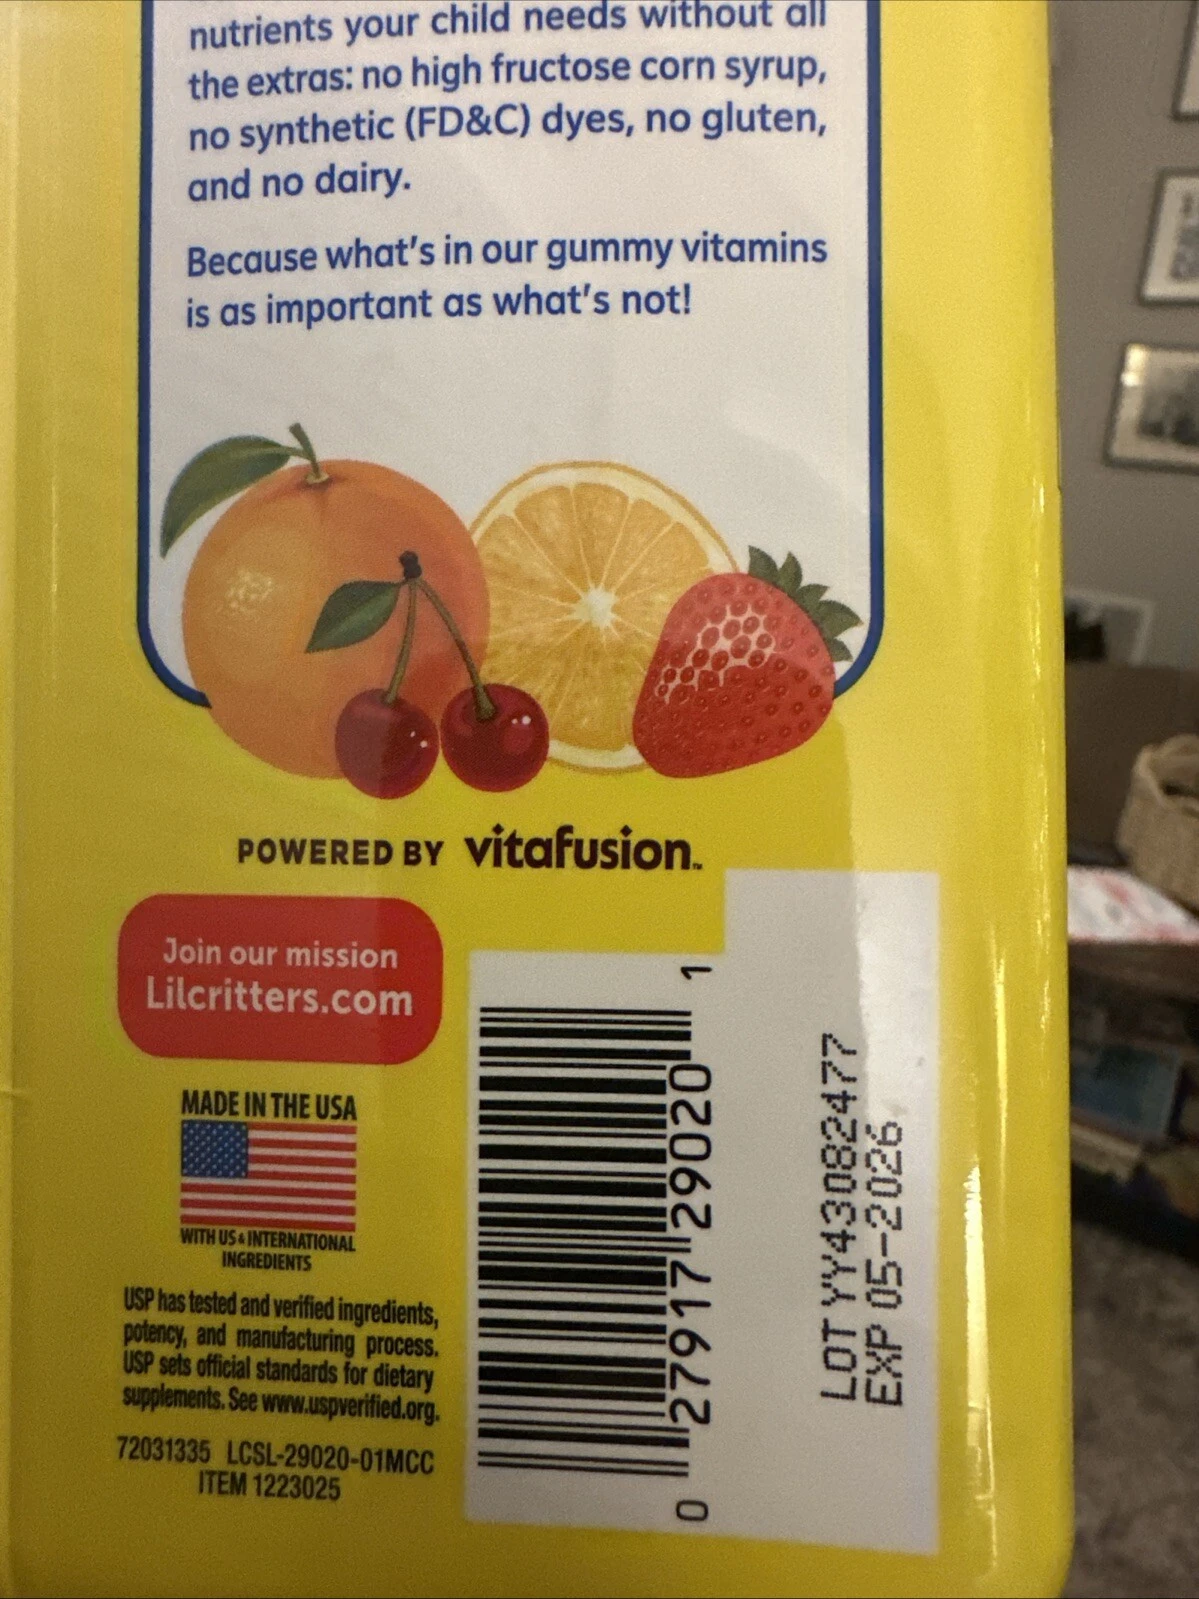 nutrients your child needs without all
the extras: no high fructose corn syrup,
no synthetic (FD&C) dyes, no gluten,
and no dairy.
Because what's in our gummy vitamins
is as important as what's not!
POWERED BY vitafusion™
Join our mission
Lilcritters.com
MADE IN THE USA
WITH US & INTERNATIONAL
INGREDIENTS
USP has tested and verified ingredients,
potency, and manufacturing process.
USP sets official standards for dietary
supplements. See www.uspverified.org.
72031335 LCSL-29020-01MCC
ITEM 1223025
0 27917 29020 1
LOT YY43082477
EXP 05-2026